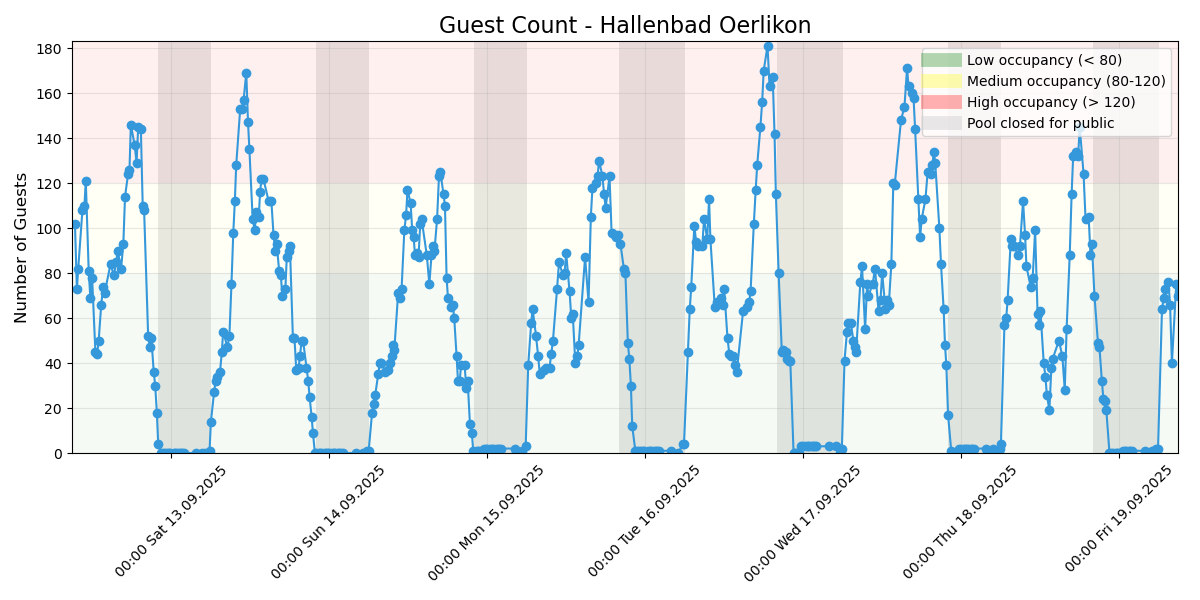 Guest Count - Hallenbad Oerlikon
Number of Guests
180
160
140
120
100
80
60
40
20
0
Low occupancy (< 80)
Medium occupancy (80-120)
High occupancy (> 120)
Pool closed for public
00:00 Sat 13.09.2025
00:00 Sun 14.09.2025
00:00 Mon 15.09.2025
00:00 Tue 16.09.2025
00:00 Wed 17.09.2025
00:00 Thu 18.09.2025
00:00 Fri 19.09.2025